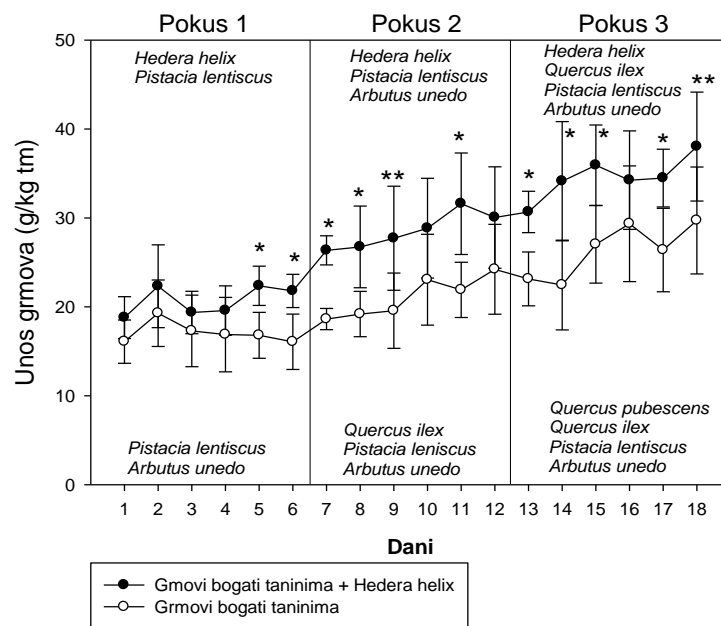 Pokus 1
Pokus 2
Pokus 3
Unos grmova (g/kg tm)
50
40
30
20
10
0
Hedera helix
Pistacia lentiscus
Hedera helix
Pistacia lentiscus
Arbutus unedo
Hedera helix
Quercus ilex
Pistacia lentiscus
Arbutus unedo
* * * * ** * * * * * **
Pistacia lentiscus
Arbutus unedo
Quercus ilex
Pistacia leniscus
Arbutus unedo
Quercus pubescens
Quercus ilex
Pistacia lentiscus
Arbutus unedo
1 2 3 4 5 6 7 8 9 10 11 12 13 14 15 16 17 18
Dani
Gmovi bogati taninima + Hedera helix
Grmovi bogati taninima